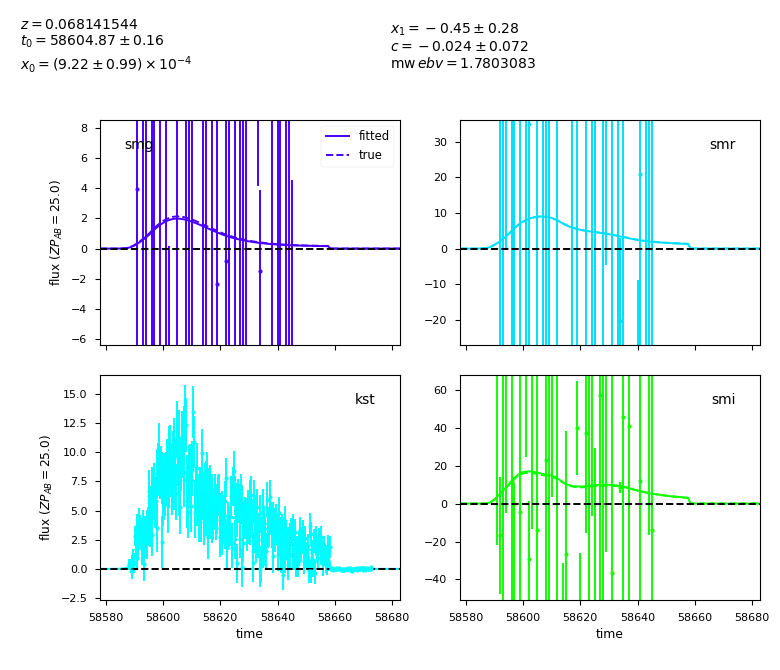 z = 0.068141544
t₀ = 58604.87 ± 0.16
x₀ = (9.22 ± 0.99) × 10⁻⁴
x₁ = −0.45 ± 0.28
c = −0.024 ± 0.072
mw ebv = 1.7803083
smg
fitted
true
8
6
4
2
0
−2
−4
−6
flux (ZP_AB = 25.0)
smr
30
20
10
0
−10
−20
kst
15.0
12.5
10.0
7.5
5.0
2.5
0.0
−2.5
flux (ZP_AB = 25.0)
58580 58600 58620 58640 58660 58680
time
smi
60
40
20
0
−20
−40
58580 58600 58620 58640 58660 58680
time